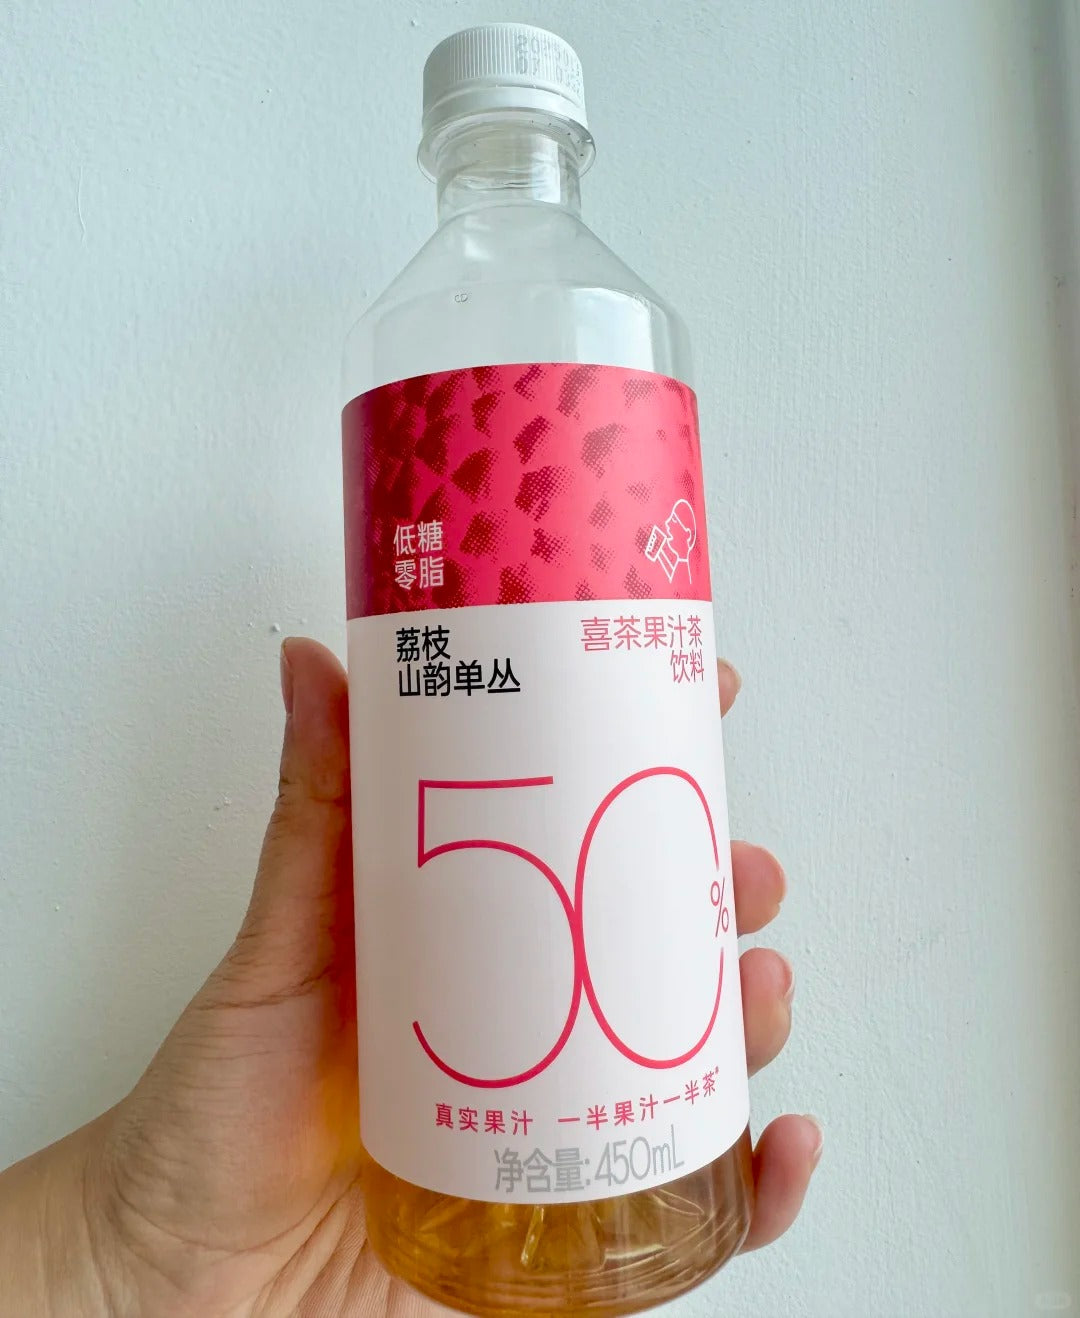 低糖
零脂
荔枝
山韵单丛
喜茶果汁茶
饮料
50%
真实果汁 一半果汁一半茶*
净含量:450mL